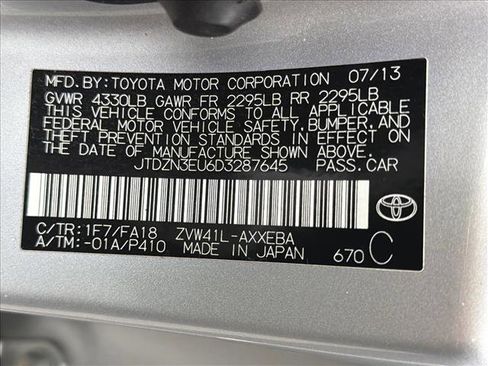 MFD.BY:TOYOTA MOTOR CORPORATION 07/13
GVWR 4330LB GAWR FR 2295LB RR 2295LB
THIS VEHICLE CONFORMS TO ALL APPLICABLE
FEDERAL MOTOR VEHICLE SAFETY,BUMPER,AND
THEFT PREVENTION STANDARDS IN EFFECT ON
THE DATE OF MANUFACTURE SHOWN ABOVE.
JTDZN3EU6D3287645 PASS.CAR
C/TR:1F7/FA18 ZVW41L-AXXEBA
A/TM:-01A/P410 MADE IN JAPAN
TOYOTA
670 C